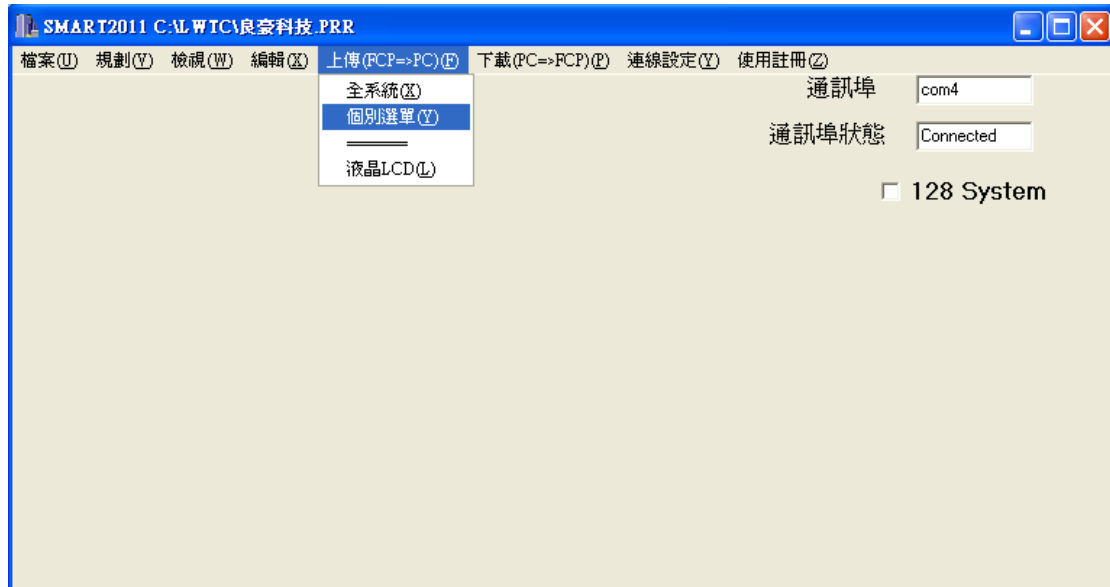 SMART2011 C:\LWTC\良豪科技.PRR
檔案(U) 規劃(V) 檢視(W) 編輯(X) 上傳(FCP=>PC)(F) 下載(PC=>FCP)(P) 連線設定(Y) 使用註冊(Z)
全系統(X)
個別選單(Y)
液晶LCD(L)
通訊埠 com4
通訊埠狀態 Connected
128 System